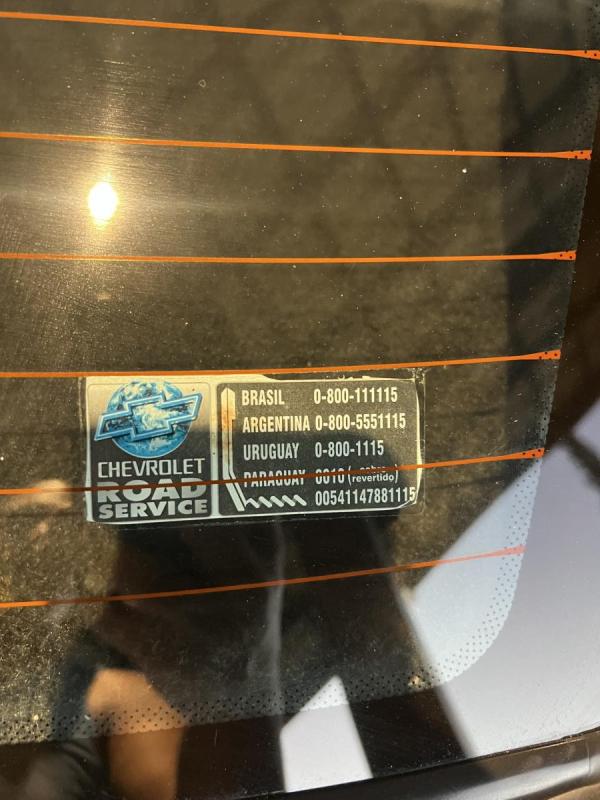 CHEVROLET
ROAD
SERVICE
BRASIL 0-800-111115
ARGENTINA 0-800-5551115
URUGUAY 0-800-1115
PARAGUAY (cobro
revertido)
00541147881115